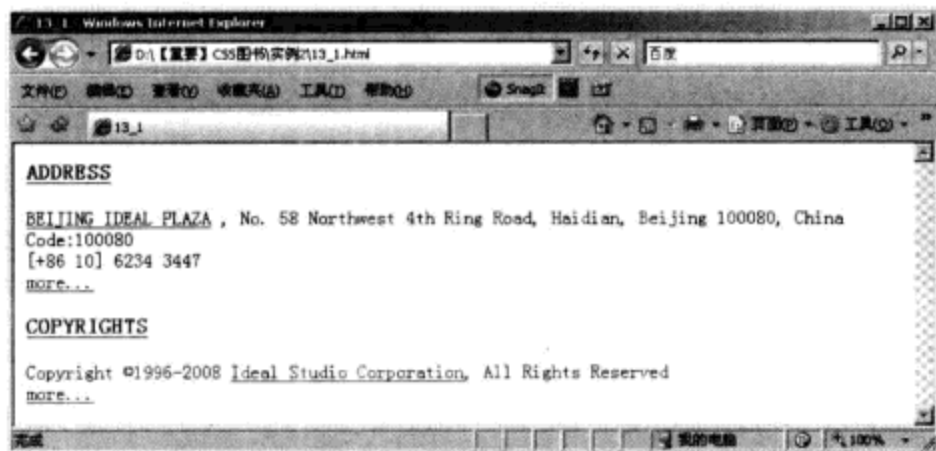 13_1 - Windows Internet Explorer
D:\【重要】CSS图书\实例2\13_1.html
百度
文件(F) 编辑(E) 查看(V) 收藏夹(A) 工具(T) 帮助(H) SnagIt
13_1 页面(P) 工具(O)
ADDRESS
BEIJING IDEAL PLAZA , No. 58 Northwest 4th Ring Road, Haidian, Beijing 100080, China
Code:100080
[+86 10] 6234 3447
more...
COPYRIGHTS
Copyright ©1996-2008 Ideal Studio Corporation, All Rights Reserved
more...
完成 我的电脑 100%